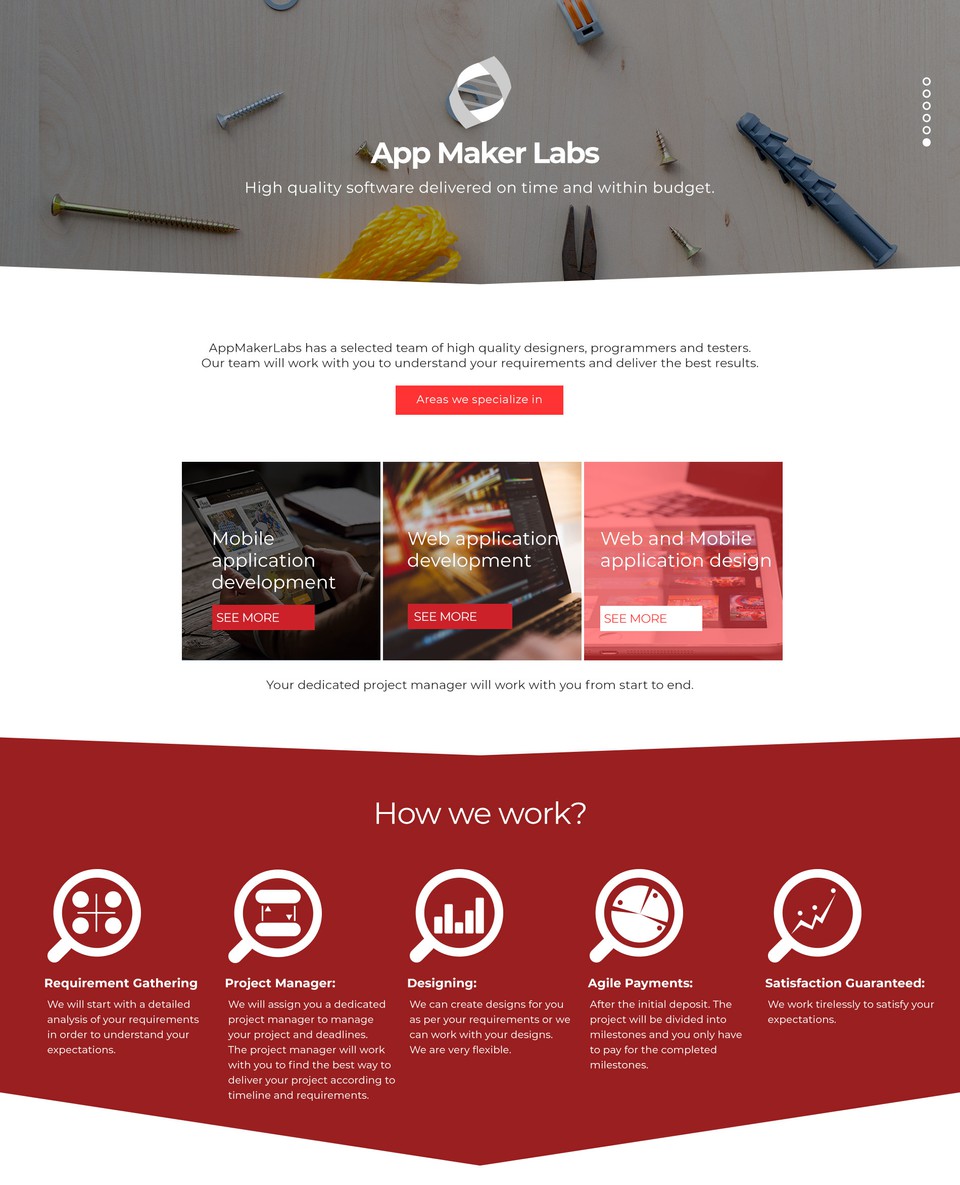 App Maker Labs
High quality software delivered on time and within budget.
AppMakerLabs has a selected team of high quality designers, programmers and testers.
Our team will work with you to understand your requirements and deliver the best results.
Areas we specialize in
Mobile
application
development
SEE MORE
Web application
development
SEE MORE
Web and Mobile
application design
SEE MORE
Your dedicated project manager will work with you from start to end.
How we work?
Requirement Gathering
We will start with a detailed
analysis of your requirements
in order to understand your
expectations.
Project Manager:
We will assign you a dedicated
project manager to manage
your project and deadlines.
The project manager will work
with you to find the best way to
deliver your project according to
timeline and requirements.
Designing:
We can create designs for you
as per your requirements or we
can work with your designs.
We are very flexible.
Agile Payments:
After the initial deposit. The
project will be divided into
milestones and you only have
to pay for the completed
milestones.
Satisfaction Guaranteed:
We work tirelessly to satisfy your
expectations.